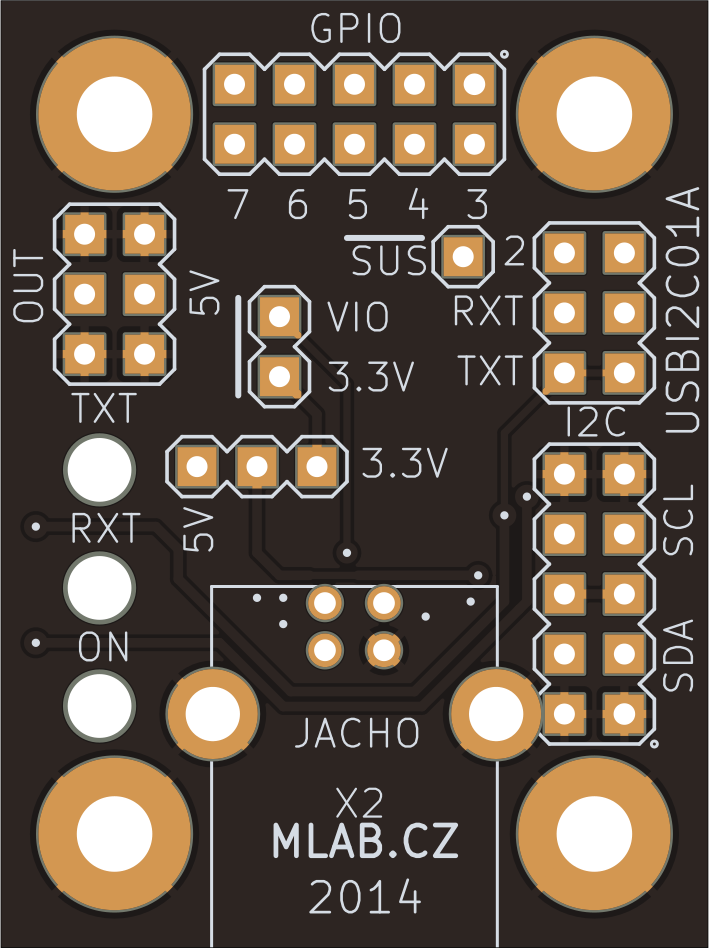 GPIO
7 6 5 4 3
SUS
2
OUT
5V
VIO
RXT
3.3V
TXT
USBI2C01A
TXT
I2C
3.3V
5V
RXT
SCL
ON
SDA
JACHO
X2
MLAB.CZ
2014